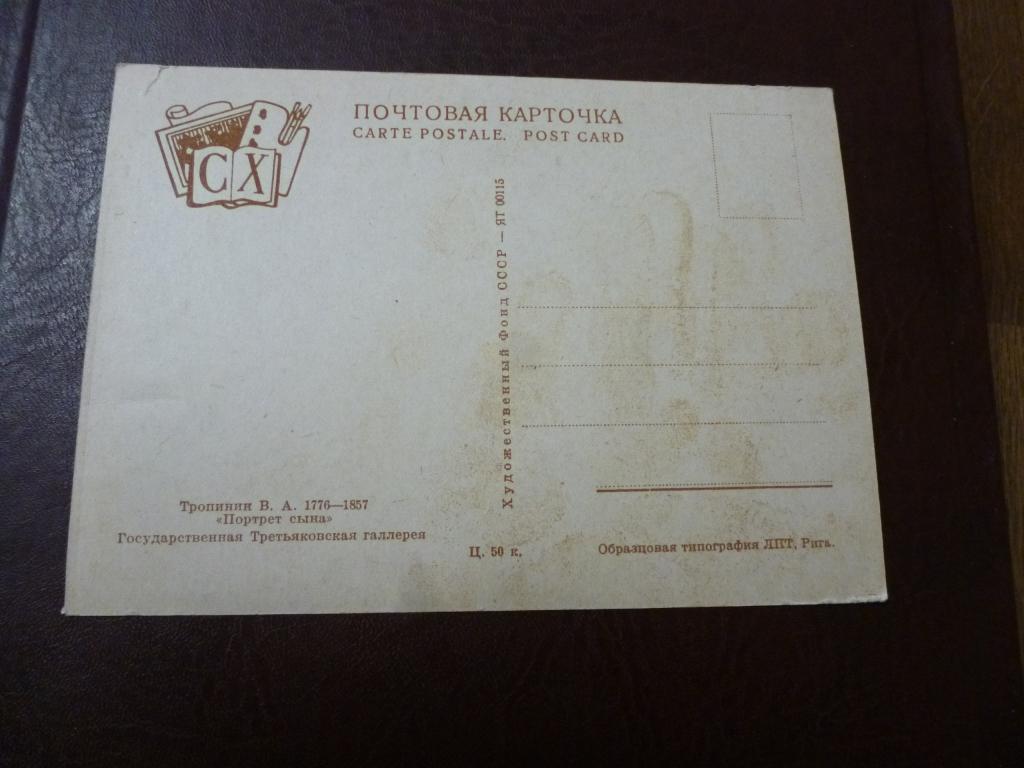 СХ
ПОЧТОВАЯ КАРТОЧКА
CARTE POSTALE. POST CARD
Художественный Фонд СССР — ЯТ 00115
Тропинин В. А. 1776—1857
«Портрет сына»
Государственная Третьяковская галлерея
Ц. 50 к.
Образцовая типография ЛПТ, Рига.